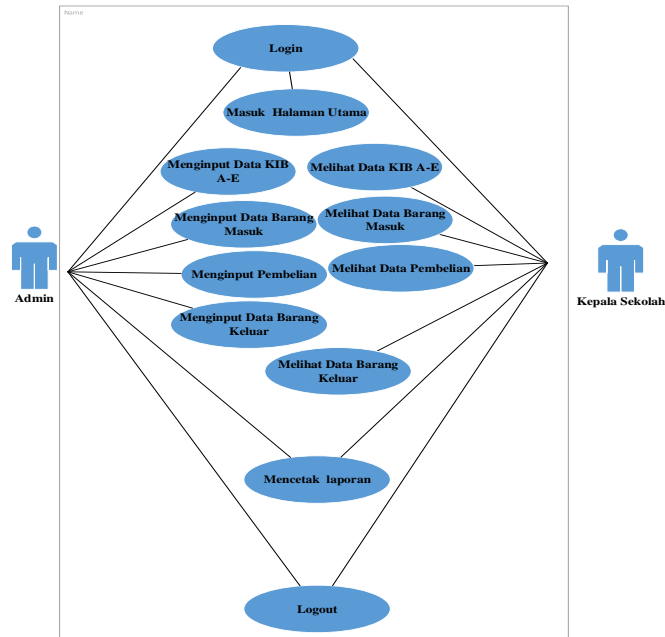 Name
Login
Masuk Halaman Utama
Menginput Data KIB
A-E
Melihat Data KIB A-E
Menginput Data Barang
Masuk
Melihat Data Barang
Masuk
Admin
Menginput Pembelian
Melihat Data Pembelian
Kepala Sekolah
Menginput Data Barang
Keluar
Melihat Data Barang
Keluar
Mencetak laporan
Logout